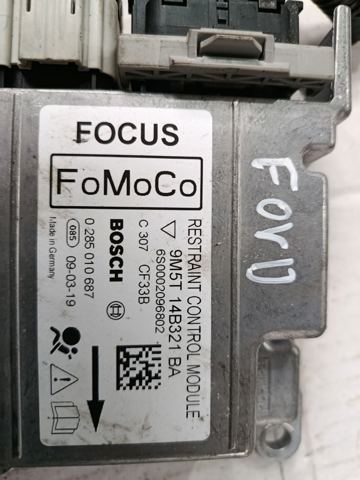 FOCUS
FoMoCo
RESTRAINT CONTROL MODULE
9M5T 14B321 BA
6S0002096802
C 307 CF33B
BOSCH
0 285 010 687
085 09-03-19
Made in Germany
FORD